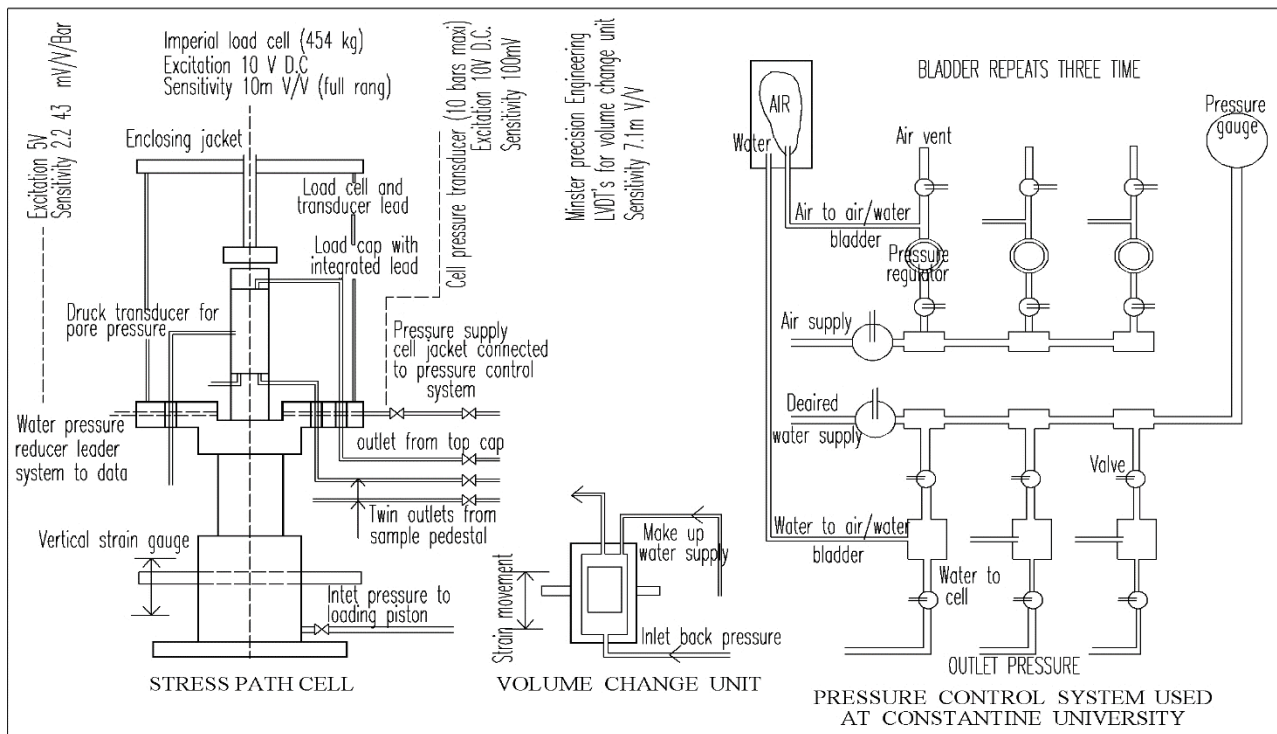 Imperial load cell (454 kg)
Excitation 10 V D.C
Sensitivity 10m V/V (full rang)
Excitation 5V
Sensitivity 2.2 43 mV/V/Bar
Enclosing jacket
Load cell and
transducer lead
Load cap with
integrated lead
Druck transducer for
pore pressure
Cell pressure transducer (10 bars maxi)
Excitation 10V D.C.
Sensitivity 100mV
Pressure supply
cell jacket connected
to pressure control
system
Water pressure
reducer leader
system to data
outlet from top cap
Twin outlets from
sample pedestal
Vertical strain gauge
Inlet pressure to
loading piston
STRESS PATH CELL
Minster precision Engineering
LVDT's for volume change unit
Sensitivity 7.1m V/V
Make up
water supply
Strain movement
Inlet back pressure
VOLUME CHANGE UNIT
BLADDER REPEATS THREE TIME
AIR
Water
Air vent
Pressure
gauge
Air to air/water
bladder
Pressure
regulator
Air supply
Deaired
water supply
Valve
Water to air/water
bladder
Water to
cell
OUTLET PRESSURE
PRESSURE CONTROL SYSTEM USED
AT CONSTANTINE UNIVERSITY